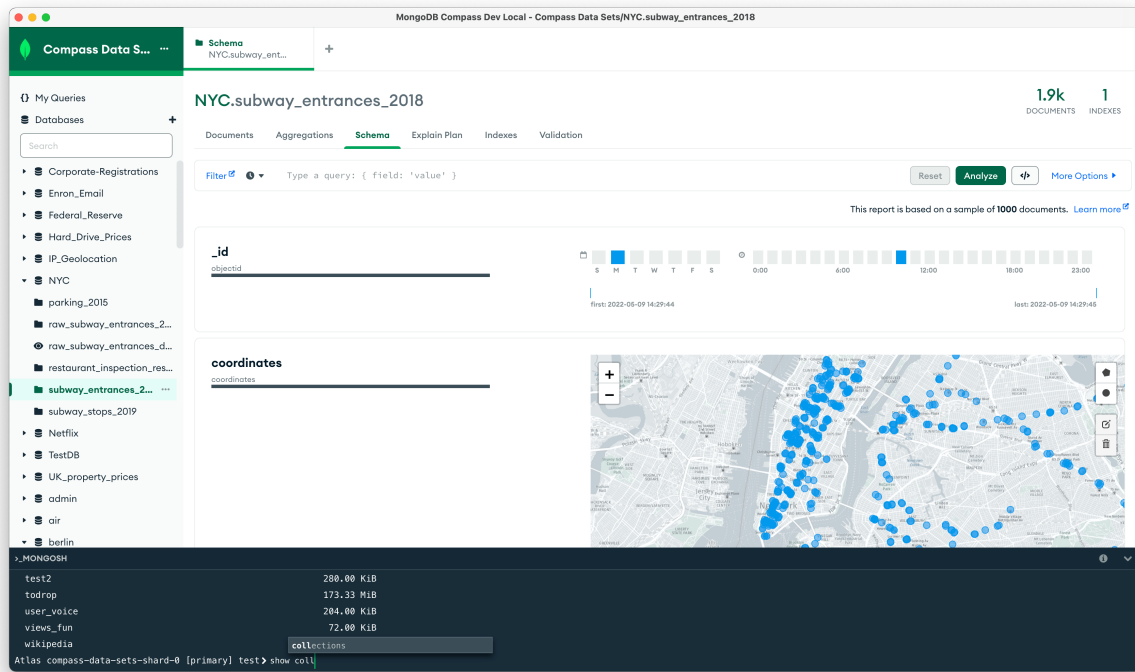 MongoDB Compass Dev Local - Compass Data Sets/NYC.subway_entrances_2018
Compass Data S... ...
Schema
NYC.subway_ent...
+
{} My Queries
Databases +
Search
Corporate-Registrations
Enron_Email
Federal_Reserve
Hard_Drive_Prices
IP_Geolocation
NYC
parking_2015
raw_subway_entrances_2...
raw_subway_entrances_d...
restaurant_inspection_res...
subway_entrances_2... ...
subway_stops_2019
Netflix
TestDB
UK_property_prices
admin
air
berlin
NYC.subway_entrances_2018
1.9k
DOCUMENTS
1
INDEXES
Documents Aggregations Schema Explain Plan Indexes Validation
Filter Type a query: { field: 'value' } Reset Analyze </> More Options
This report is based on a sample of 1000 documents. Learn more
_id
objectid
S M T W T F S
0:00 6:00 12:00 18:00 23:00
first: 2022-05-09 14:29:44 last: 2022-05-09 14:29:45
coordinates
coordinates
+
−
Hoboken
Jersey
City
>_MONGOSH
test2 280.00 KiB
todrop 173.33 MiB
user_voice 204.00 KiB
views_fun 72.00 KiB
wikipedia
collections
Atlas compass-data-sets-shard-0 [primary] test> show coll